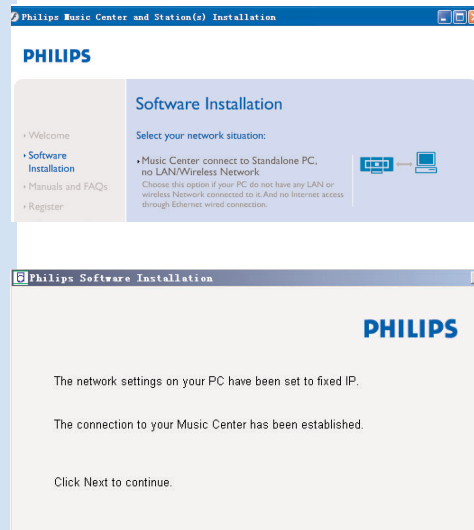 Philips Music Center and Station(s) Installation
PHILIPS
Software Installation
Select your network situation:
• Welcome
• Software
Installation
• Manuals and FAQs
• Register
• Music Center connect to Standalone PC,
no LAN/Wireless Network
Choose this option if your PC do not have any LAN or
wireless Network connected to it. And no Internet access
through Ethernet wired connection.
Philips Software Installation
PHILIPS
The network settings on your PC have been set to fixed IP.
The connection to your Music Center has been established.
Click Next to continue.